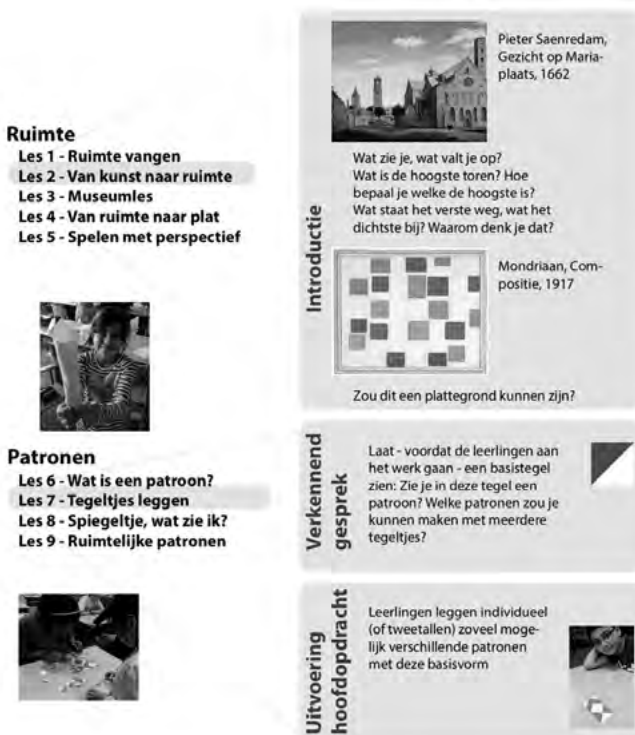 Ruimte
Les 1 - Ruimte vangen
Les 2 - Van kunst naar ruimte
Les 3 - Museumles
Les 4 - Van ruimte naar plat
Les 5 - Spelen met perspectief
Patronen
Les 6 - Wat is een patroon?
Les 7 - Tegeltjes leggen
Les 8 - Spiegeltje, wat zie ik?
Les 9 - Ruimtelijke patronen
Introductie
Pieter Saenredam,
Gezicht op Maria-
plaats, 1662
Wat zie je, wat valt je op?
Wat is de hoogste toren? Hoe
bepaal je welke de hoogste is?
Wat staat het verste weg, wat het
dichtste bij? Waarom denk je dat?
Mondriaan, Com-
positie, 1917
Zou dit een plattegrond kunnen zijn?
Verkennend
gesprek
Laat - voordat de leerlingen aan
het werk gaan - een basistegel
zien: Zie je in deze tegel een
patroon? Welke patronen zou je
kunnen maken met meerdere
tegeltjes?
Uitvoering
hoofdopdracht
Leerlingen leggen individueel
(of tweetallen) zoveel moge-
lijk verschillende patronen
met deze basisvorm